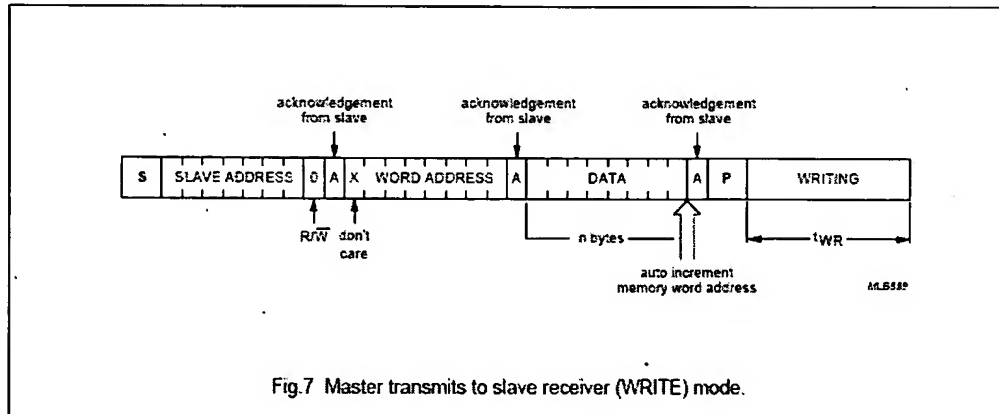 acknowledgement from slave
acknowledgement from slave
acknowledgement from slave
S SLAVE ADDRESS 0 A X WORD ADDRESS A DATA A P WRITING
R/W̅ don't care
n bytes
tWR
auto increment memory word address
Fig.7 Master transmits to slave receiver (WRITE) mode.